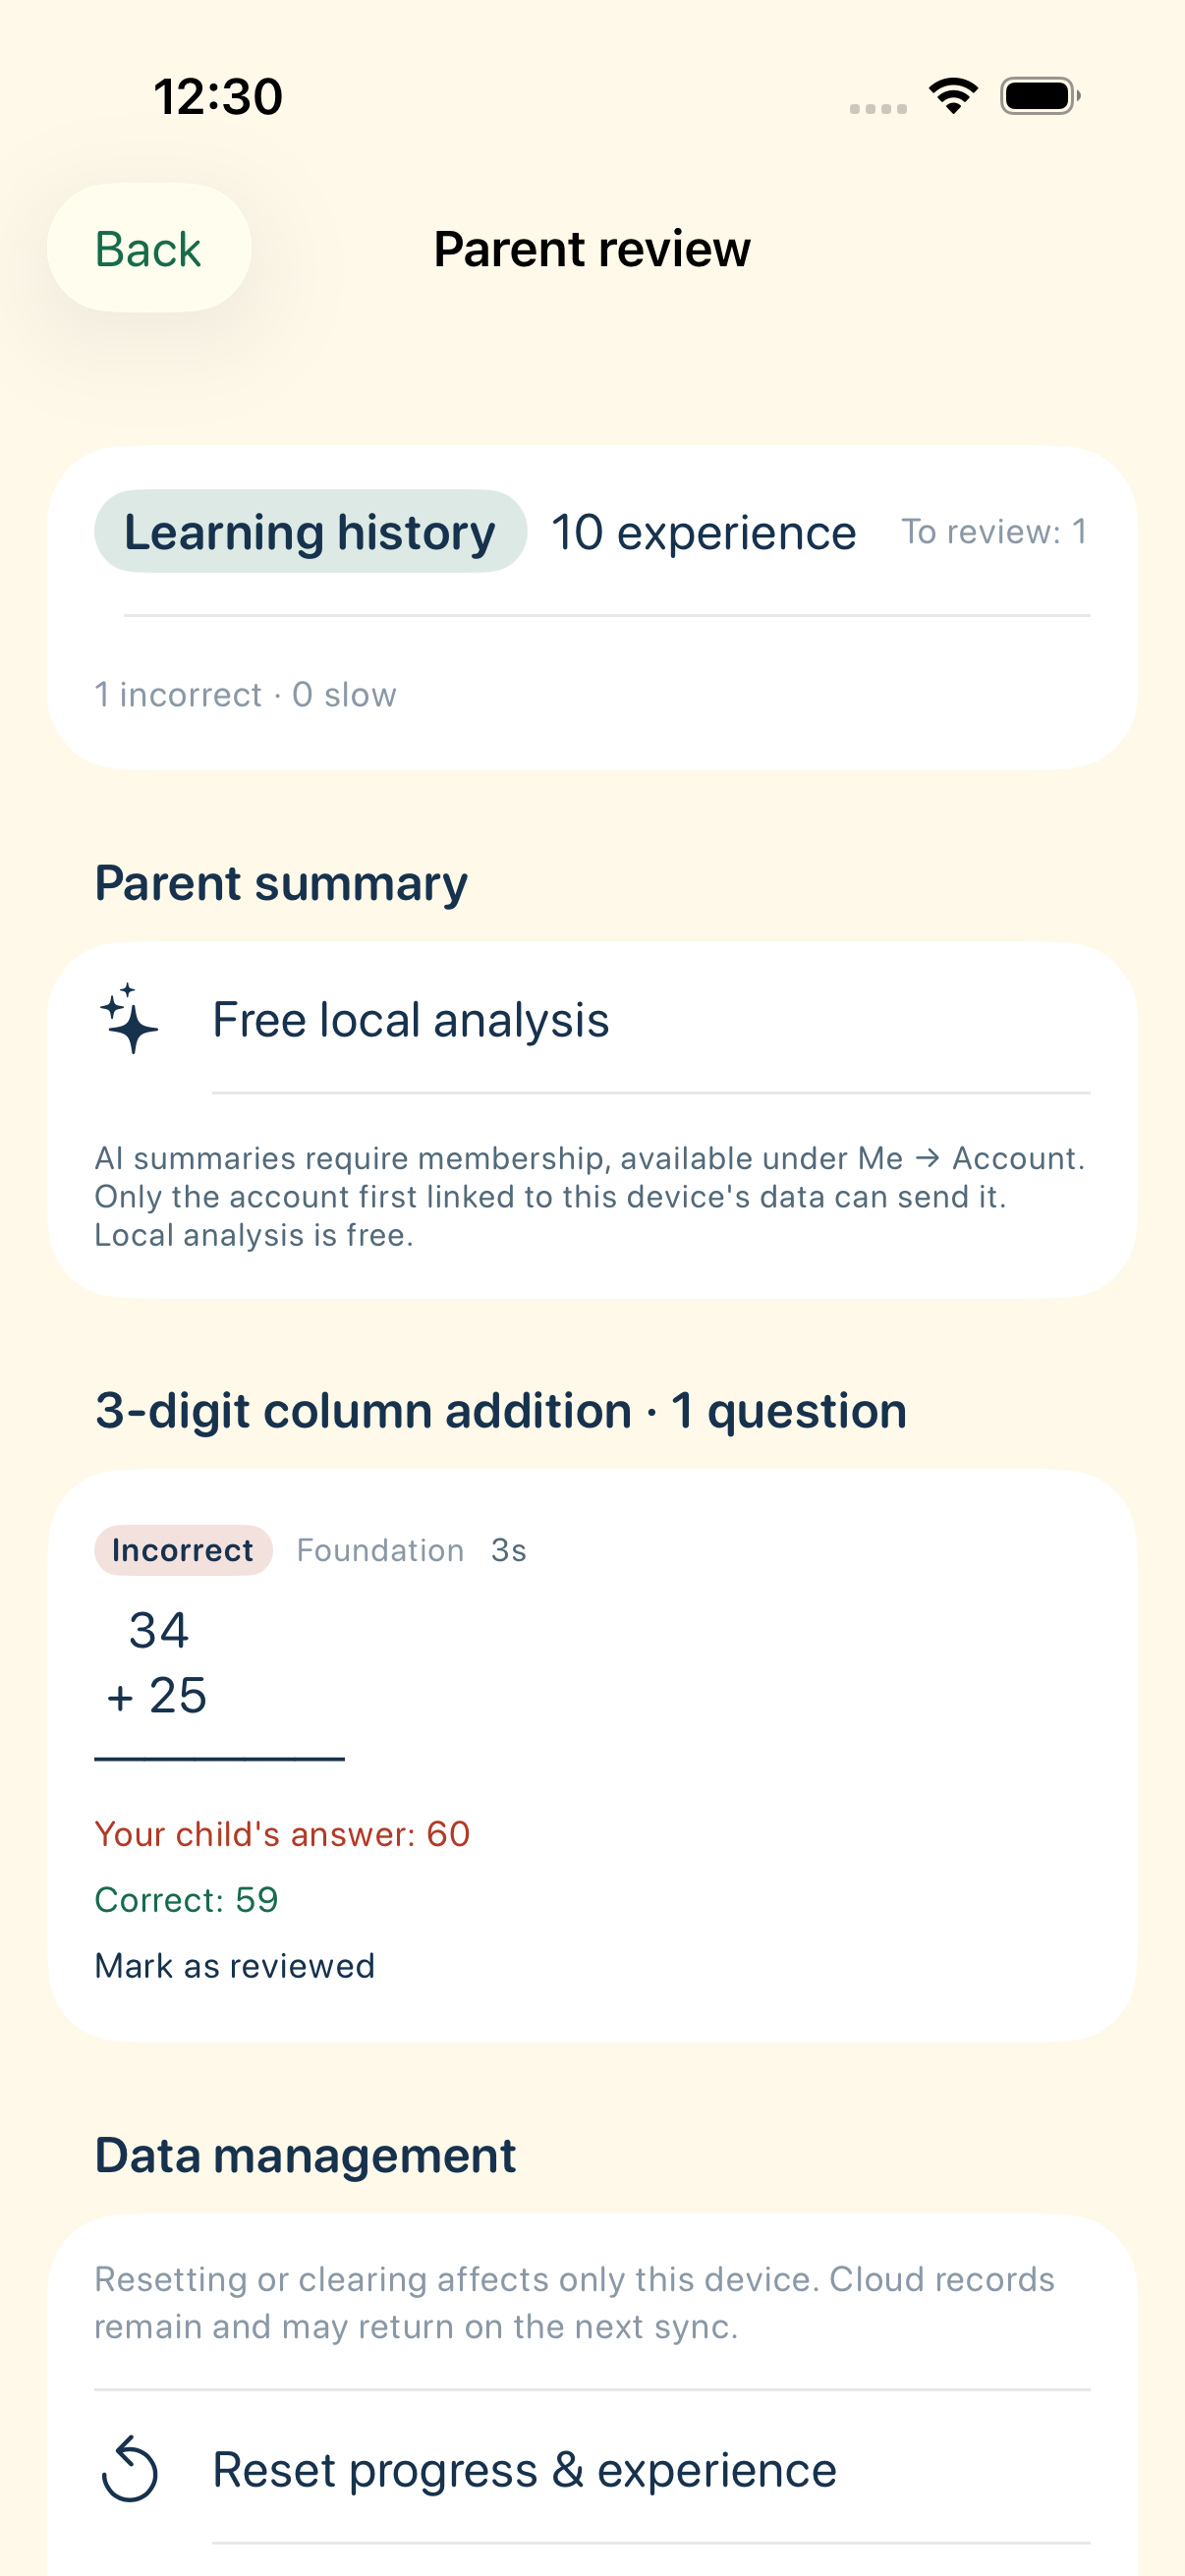 12:30
Back
Parent review
Learning history 10 experience To review: 1
1 incorrect · 0 slow
Parent summary
Free local analysis
AI summaries require membership, available under Me → Account.
Only the account first linked to this device's data can send it.
Local analysis is free.
3-digit column addition · 1 question
Incorrect Foundation 3s
34
+ 25
Your child's answer: 60
Correct: 59
Mark as reviewed
Data management
Resetting or clearing affects only this device. Cloud records
remain and may return on the next sync.
Reset progress & experience